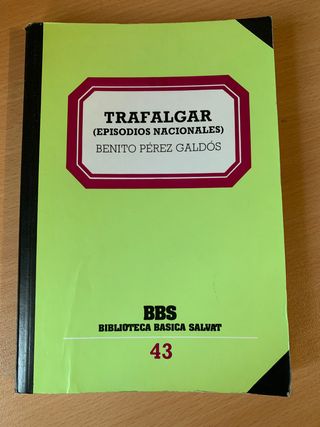 TRAFALGAR
(EPISODIOS NACIONALES)
BENITO PÉREZ GALDÓS
BBS
BIBLIOTECA BASICA SALVAT
43